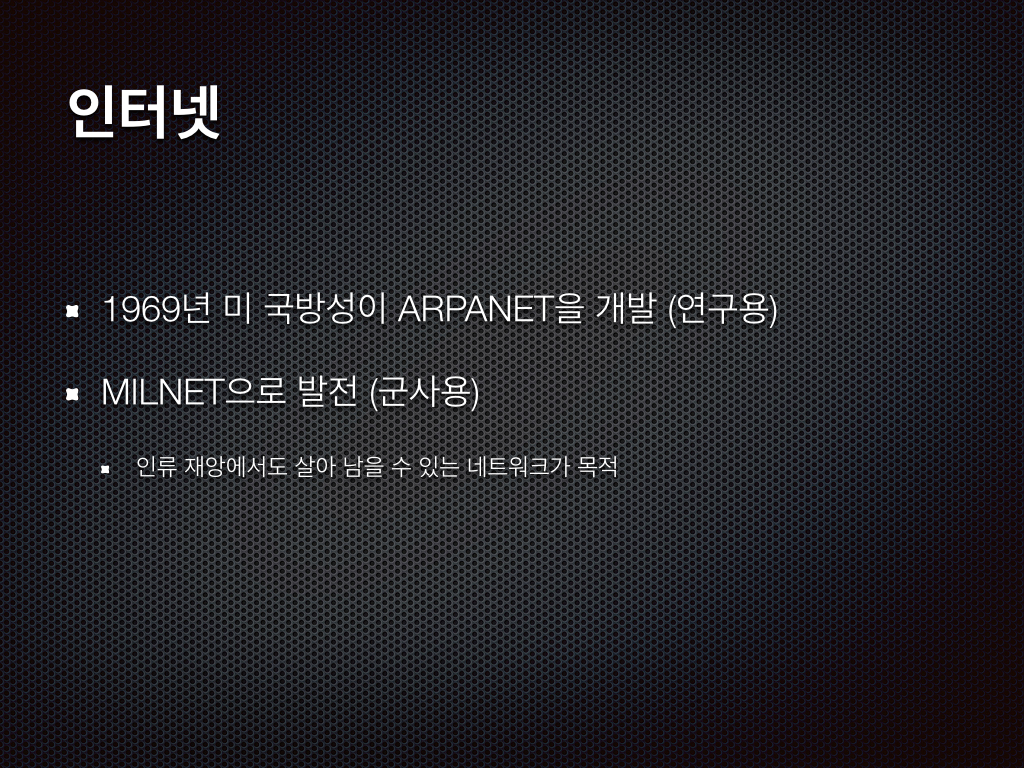 인터넷
1969년 미 국방성이 ARPANET을 개발 (연구용)
MILNET으로 발전 (군사용)
인류 재앙에서도 살아 남을 수 있는 네트워크가 목적